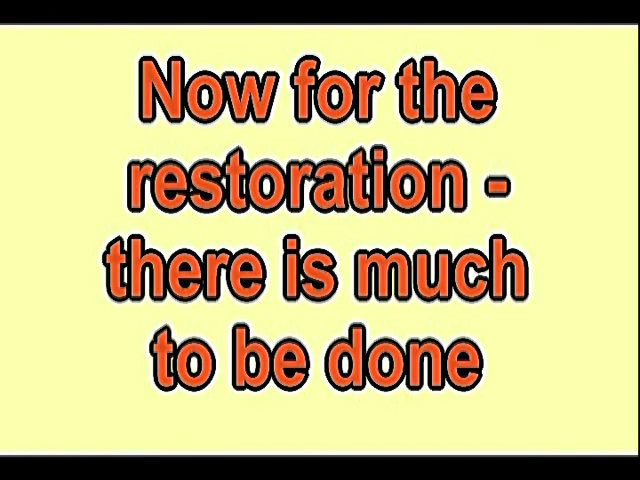 Now for the
restoration -
there is much
to be done